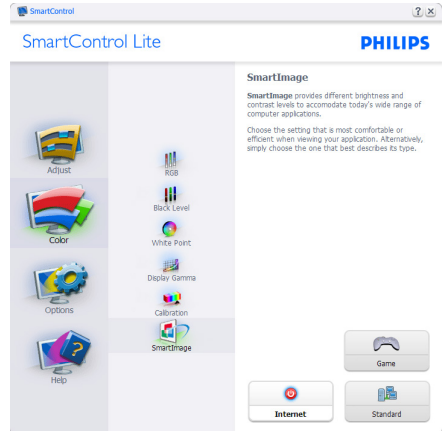 SmartControl
SmartControl Lite
PHILIPS
Adjust
Color
Options
Help
RGB
Black Level
White Point
Display Gamma
Calibration
SmartImage
SmartImage
SmartImage provides different brightness and
contrast levels to accomodate today's wide range of
computer applications.
Choose the setting that is most comfortable or
efficient when viewing your application. Alternatively,
simply choose the one that best describes its type.
Game
Internet
Standard